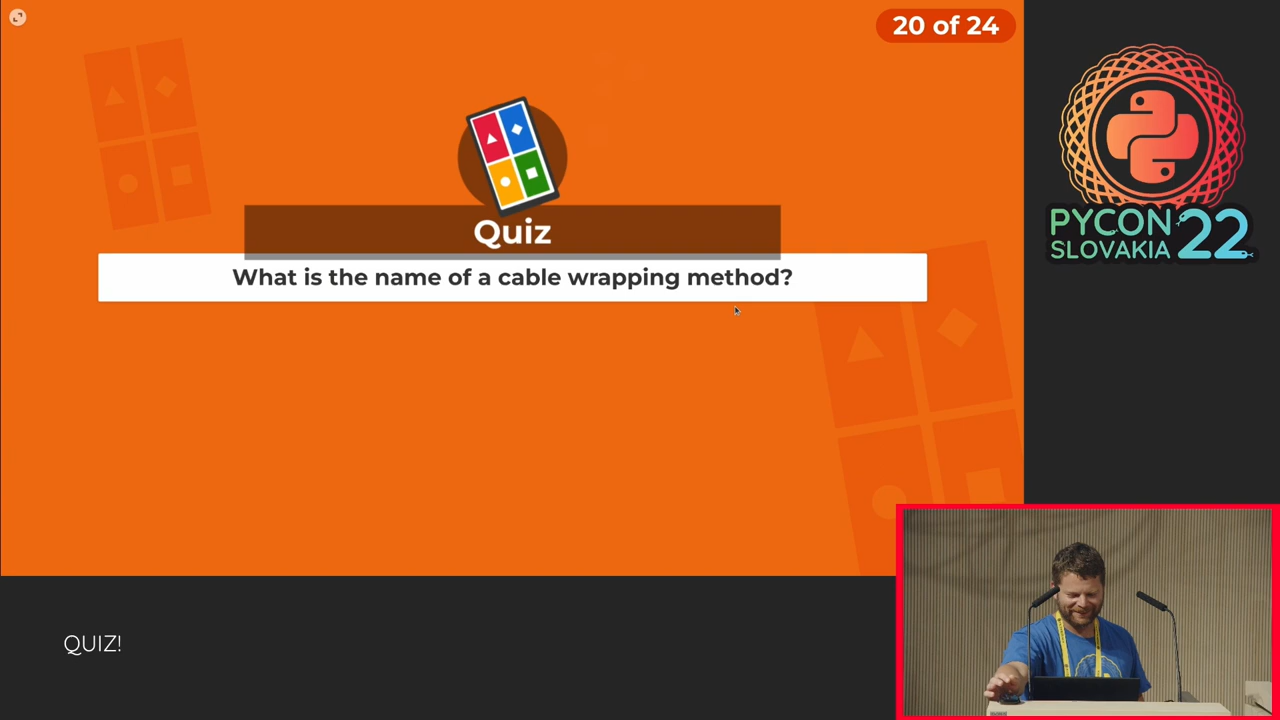 20 of 24
Quiz
What is the name of a cable wrapping method?
PYCON
SLOVAKIA
22
QUIZ!